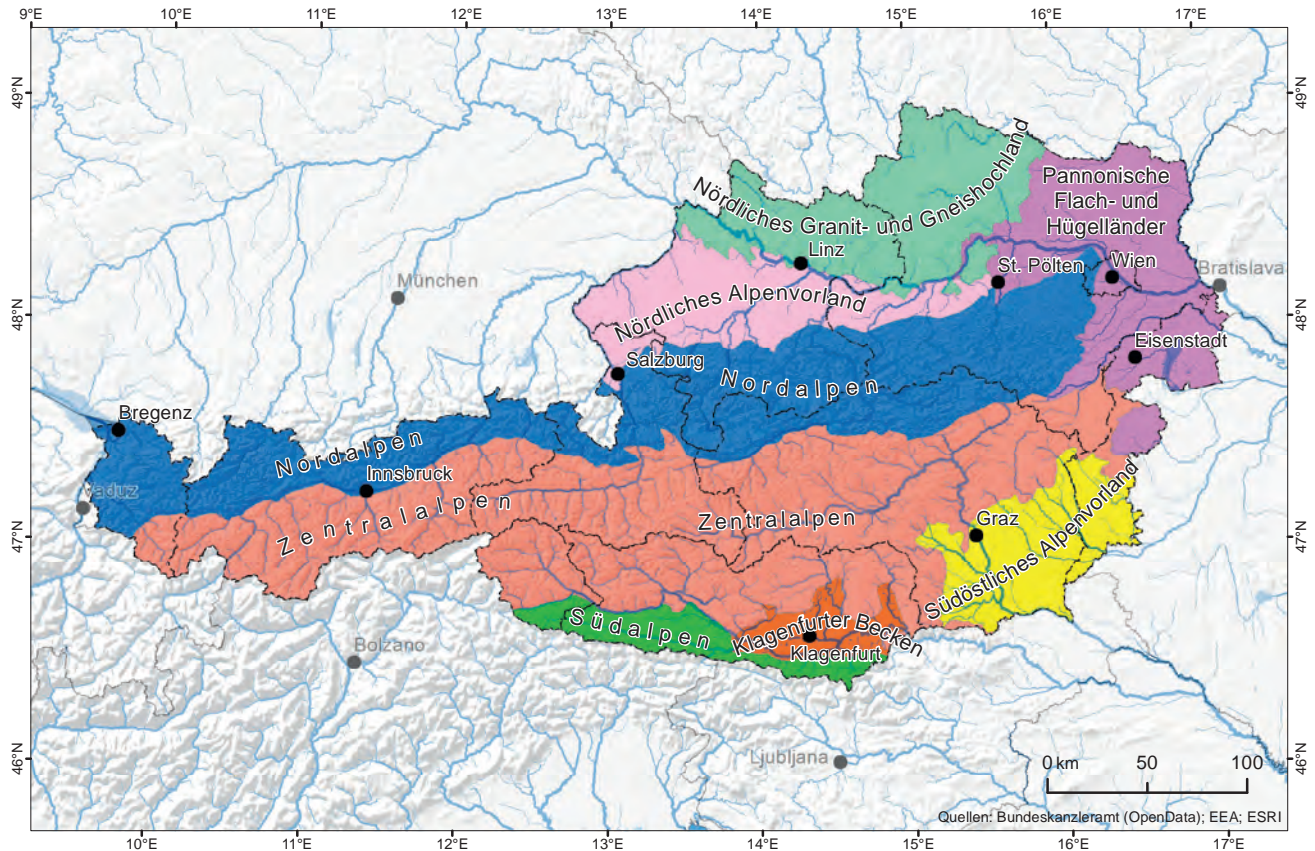 9°E 10°E 11°E 12°E 13°E 14°E 15°E 16°E 17°E
49°N 49°N
Nördliches Granit- und Gneishochland
Pannonische
Flach- und
Hügelländer
Linz
St. Pölten
Wien
Bratislava
München
48°N 48°N
Nördliches Alpenvorland
Eisenstadt
Salzburg
Nordalpen
Bregenz
Nordalpen
Innsbruck
Vaduz
47°N 47°N
Zentralalpen
Zentralalpen
Graz
Südöstliches Alpenvorland
Südalpen
Klagenfurter Becken
Klagenfurt
Bolzano
46°N 46°N
Ljubljana
0 km 50 100
Quellen: Bundeskanzleramt (OpenData); EEA; ESRI
10°E 11°E 12°E 13°E 14°E 15°E 16°E 17°E